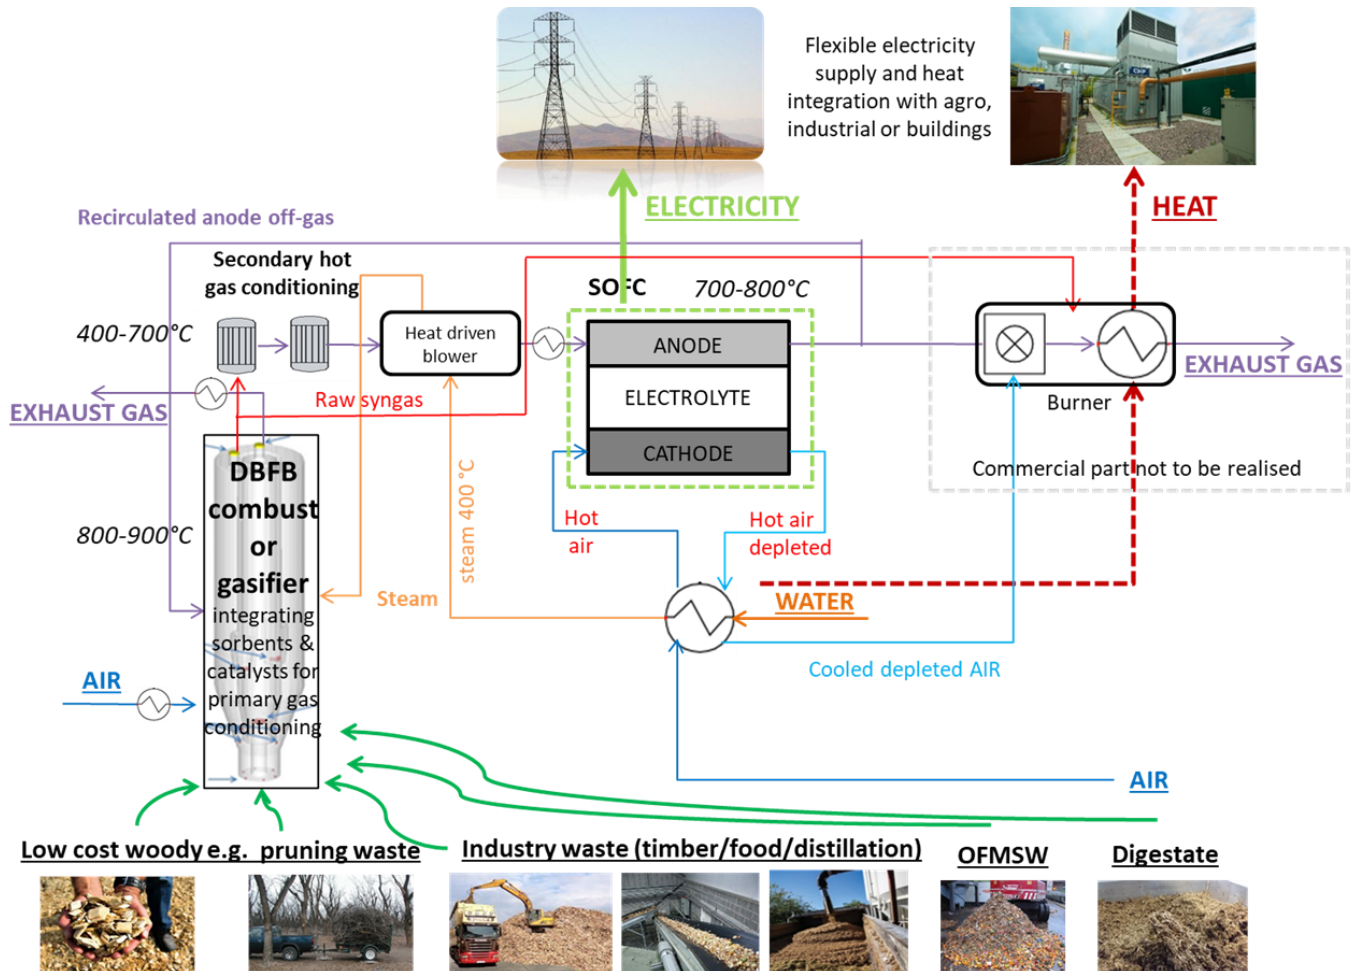 Flexible electricity
supply and heat
integration with agro,
industrial or buildings
ELECTRICITY
HEAT
Recirculated anode off-gas
Secondary hot
gas conditioning
SOFC
700-800°C
400-700°C
Heat driven
blower
ANODE
ELECTROLYTE
CATHODE
EXHAUST GAS
Burner
Commercial part not to be realised
EXHAUST GAS
Raw syngas
DBFB
combust
or
gasifier
integrating
sorbents &
catalysts for
primary gas
conditioning
800-900°C
steam 400 °C
Hot
air
Hot air
depleted
Steam
WATER
Cooled depleted AIR
AIR
AIR
Low cost woody e.g. pruning waste
Industry waste (timber/food/distillation)
OFMSW
Digestate